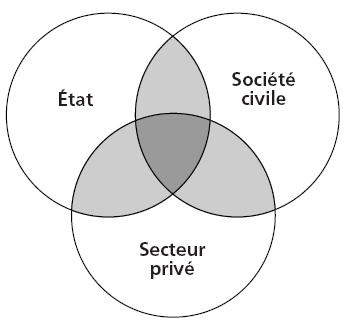 État
Société
civile
Secteur
privé